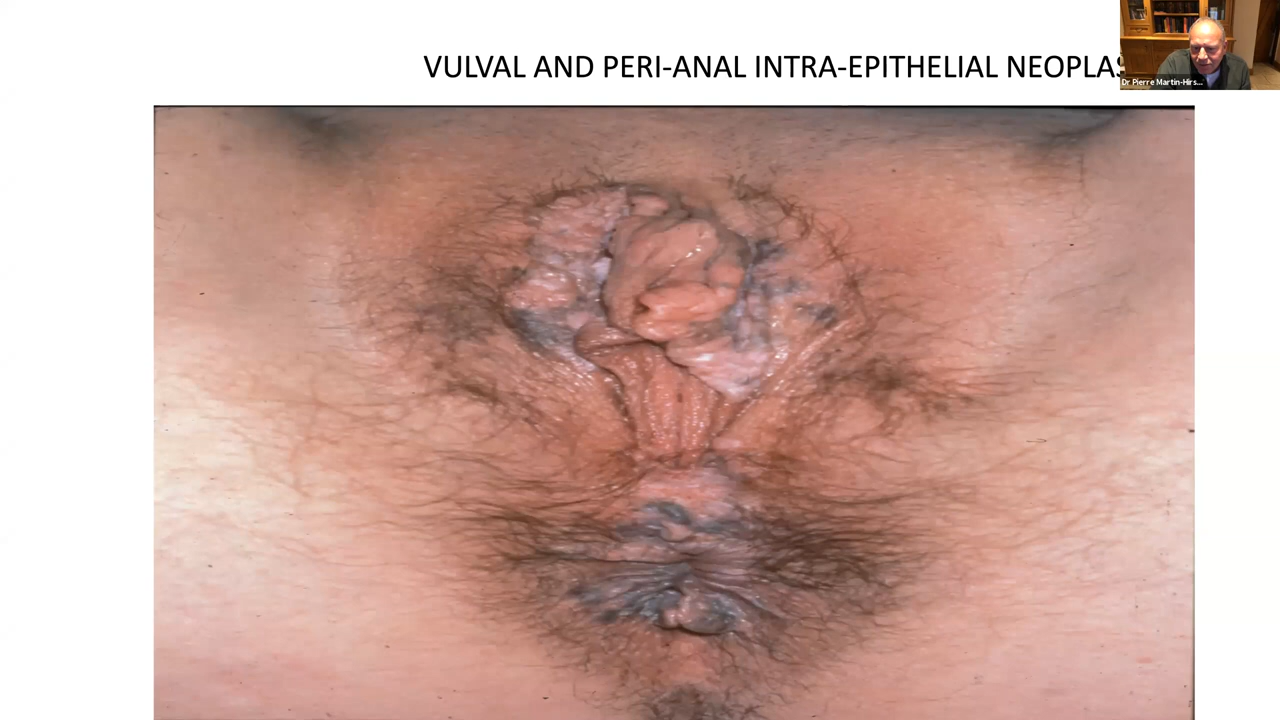 VULVAL AND PERI-ANAL INTRA-EPITHELIAL NEOPLAS
Dr Pierre Martin-Hirs...